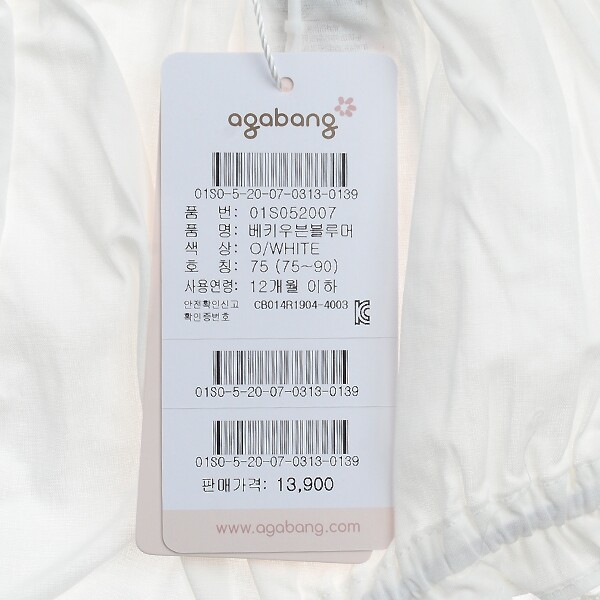 agabang
01S0-5-20-07-0313-0139
품 번: 01S052007
품 명: 베키우븐블루머
색 상: O/WHITE
호 칭: 75 (75~90)
사용연령: 12개월 이하
안전확인신고 CB014R1904-4003
확인증번호
01S0-5-20-07-0313-0139
01S0-5-20-07-0313-0139
판매가격: 13,900
www.agabang.com